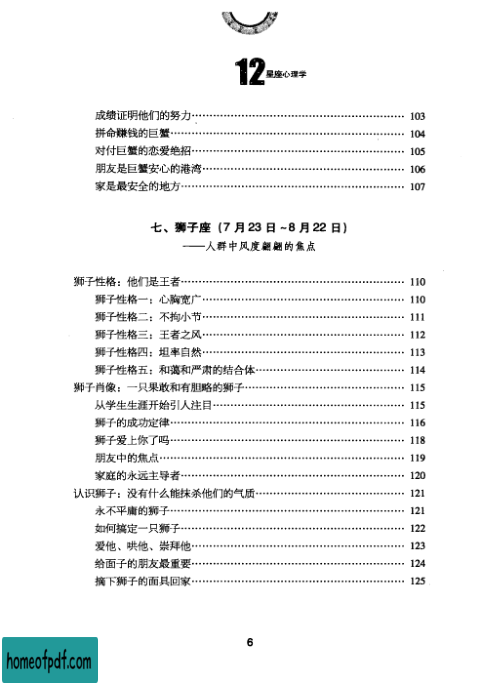 12 星座心理学
成绩证明他们的努力…………………………………………………… 103
拼命赚钱的巨蟹………………………………………………………… 104
对付巨蟹的恋爱绝招…………………………………………………… 105
朋友是巨蟹安心的港湾………………………………………………… 106
家是最安全的地方……………………………………………………… 107
七、狮子座（7 月 23 日 ~8 月 22 日）
——人群中风度翩翩的焦点
狮子性格：他们是王者………………………………………………… 110
狮子性格一：心胸宽广………………………………………………… 110
狮子性格二：不拘小节………………………………………………… 111
狮子性格三：王者之风………………………………………………… 112
狮子性格四：坦率自然………………………………………………… 113
狮子性格五：和蔼和严肃的结合体…………………………………… 114
狮子肖像：一只果敢和有胆略的狮子………………………………… 115
从学生生涯开始引人注目……………………………………………… 115
狮子的成功定律………………………………………………………… 116
狮子爱上你了吗………………………………………………………… 118
朋友中的焦点…………………………………………………………… 119
家庭的永远主导者……………………………………………………… 120
认识狮子：没有什么能抹杀他们的气质……………………………… 121
永不平庸的狮子………………………………………………………… 121
如何搞定一只狮子……………………………………………………… 122
爱他、哄他、崇拜他…………………………………………………… 123
给面子的朋友最重要…………………………………………………… 124
摘下狮子的面具回家…………………………………………………… 125
6
homeofpdf.com